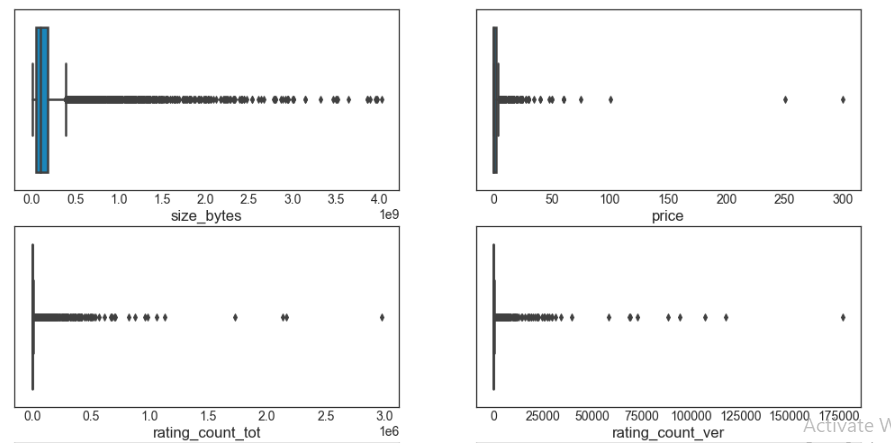 0.0 0.5 1.0 1.5 2.0 2.5 3.0 3.5 4.0
1e9
size_bytes
0 50 100 150 200 250 300
price
0.0 0.5 1.0 1.5 2.0 2.5 3.0
1e6
rating_count_tot
0 25000 50000 75000 100000 125000 150000 175000
rating_count_ver
Activate W